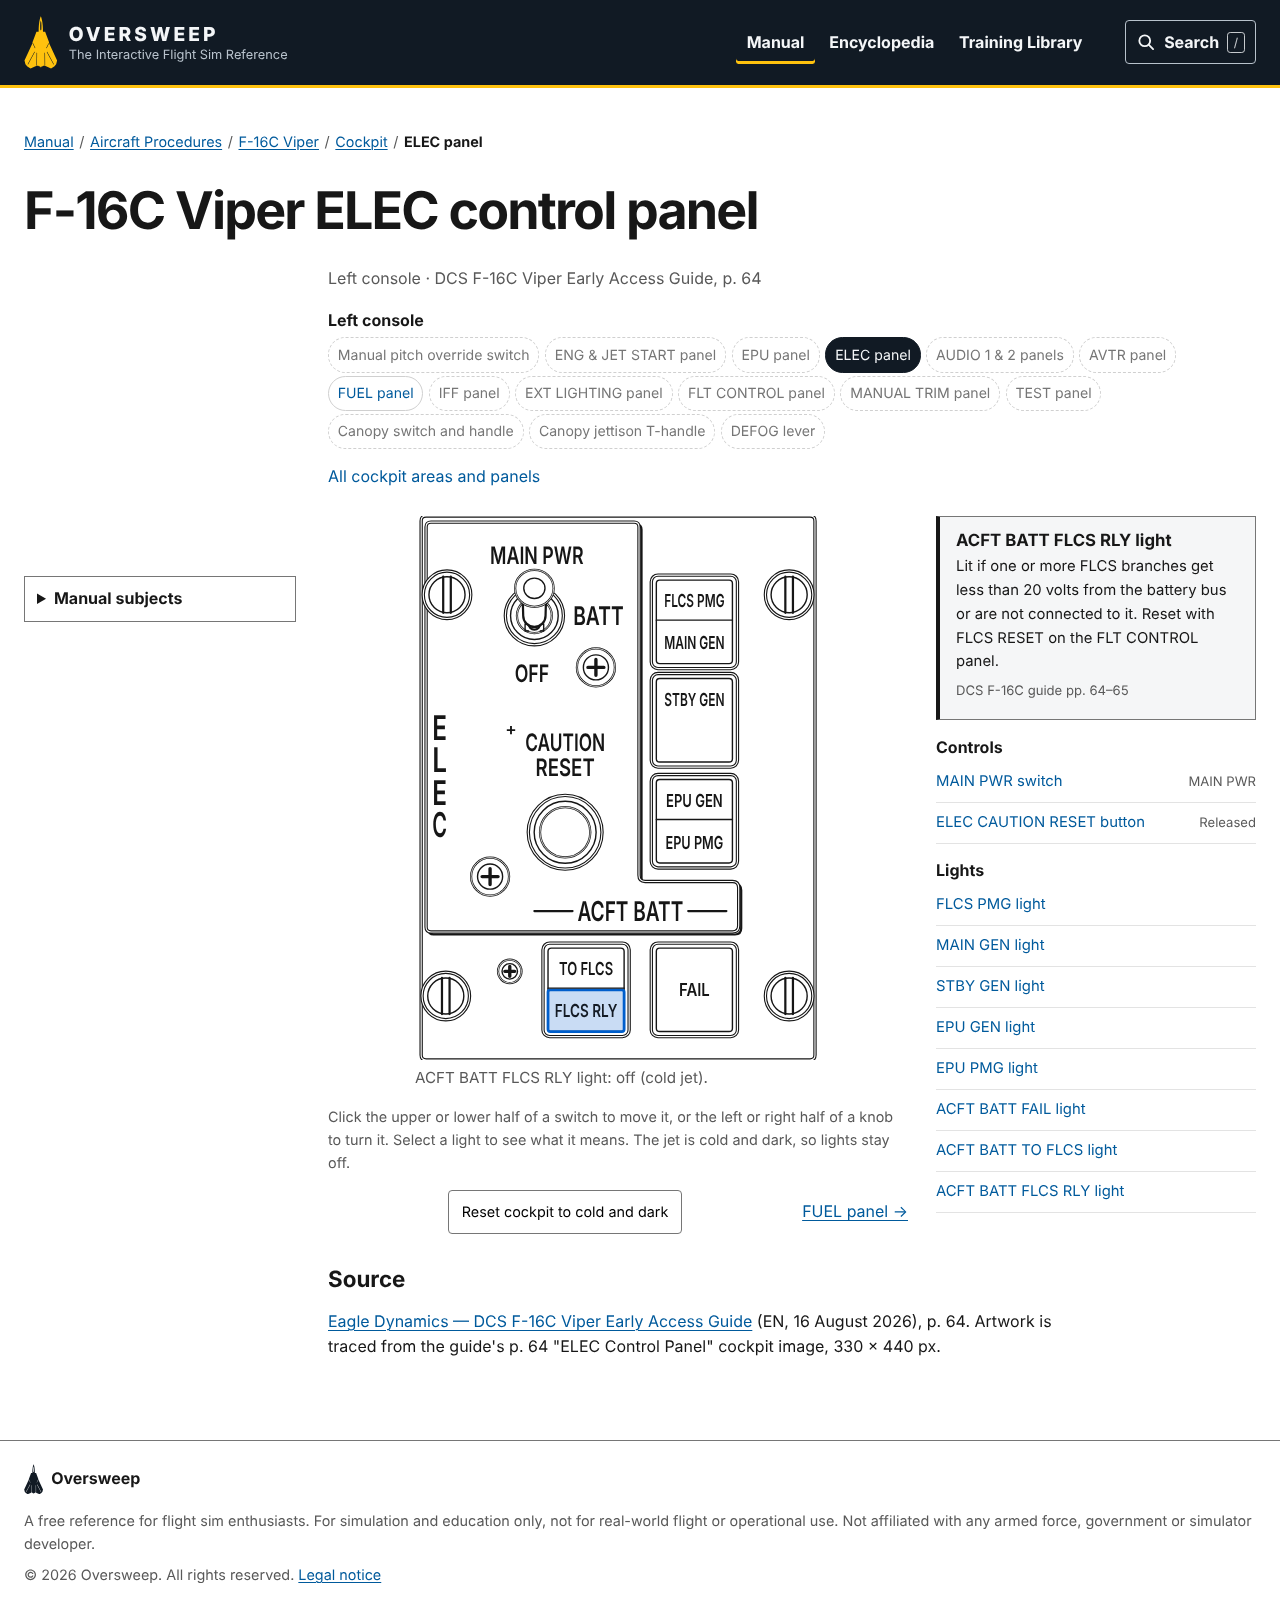 OVERSWEEP
The Interactive Flight Sim Reference
Manual
Encyclopedia
Training Library
Search /
Manual / Aircraft Procedures / F-16C Viper / Cockpit / ELEC panel
F-16C Viper ELEC control panel
Left console · DCS F-16C Viper Early Access Guide, p. 64
Left console
Manual pitch override switch
ENG & JET START panel
EPU panel
ELEC panel
AUDIO 1 & 2 panels
AVTR panel
FUEL panel
IFF panel
EXT LIGHTING panel
FLT CONTROL panel
MANUAL TRIM panel
TEST panel
Canopy switch and handle
Canopy jettison T-handle
DEFOG lever
All cockpit areas and panels
Manual subjects
MAIN PWR
BATT
OFF
ELEC
+
CAUTION
RESET
FLCS PMG
MAIN GEN
STBY GEN
EPU GEN
EPU PMG
ACFT BATT
TO FLCS
FLCS RLY
FAIL
ACFT BATT FLCS RLY light: off (cold jet).
Click the upper or lower half of a switch to move it, or the left or right half of a knob
to turn it. Select a light to see what it means. The jet is cold and dark, so lights stay
off.
Reset cockpit to cold and dark
FUEL panel →
ACFT BATT FLCS RLY light
Lit if one or more FLCS branches get
less than 20 volts from the battery bus
or are not connected to it. Reset with
FLCS RESET on the FLT CONTROL
panel.
DCS F-16C guide pp. 64–65
Controls
MAIN PWR switch MAIN PWR
ELEC CAUTION RESET button Released
Lights
FLCS PMG light
MAIN GEN light
STBY GEN light
EPU GEN light
EPU PMG light
ACFT BATT FAIL light
ACFT BATT TO FLCS light
ACFT BATT FLCS RLY light
Source
Eagle Dynamics — DCS F-16C Viper Early Access Guide (EN, 16 August 2026), p. 64. Artwork is
traced from the guide's p. 64 "ELEC Control Panel" cockpit image, 330 × 440 px.
Oversweep
A free reference for flight sim enthusiasts. For simulation and education only, not for real-world flight or operational use. Not affiliated with any armed force, government or simulator
developer.
© 2026 Oversweep. All rights reserved. Legal notice